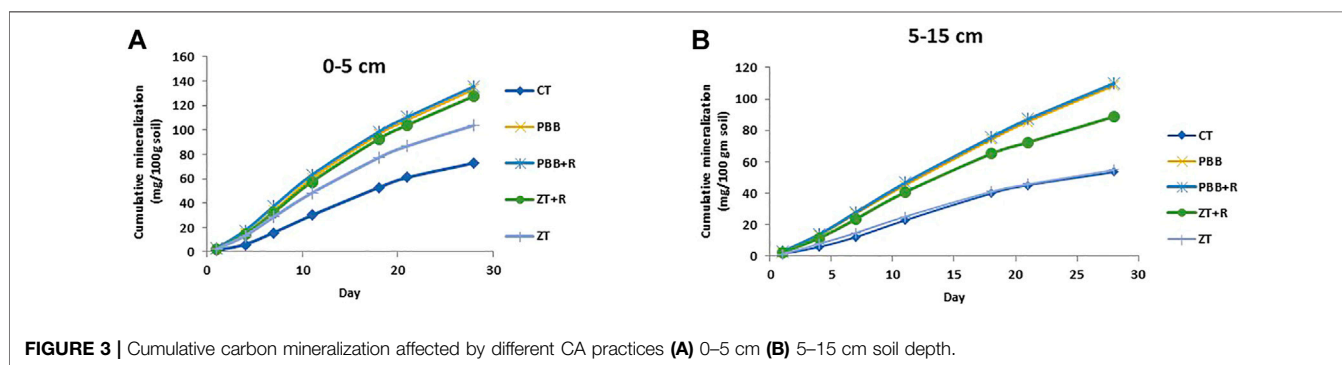 A
0-5 cm
Cumulative mineralization
(mg/100g soil)
160
140
120
100
80
60
40
20
0
0
10
20
30
Day
CT
PBB
PBB+R
ZT+R
ZT
B
5-15 cm
Cumulative mineralization
(mg/100 gm soil)
120
100
80
60
40
20
0
0
5
10
15
20
25
30
Day
CT
PBB
PBB+R
ZT+R
ZT
FIGURE 3 | Cumulative carbon mineralization affected by different CA practices (A) 0–5 cm (B) 5–15 cm soil depth.